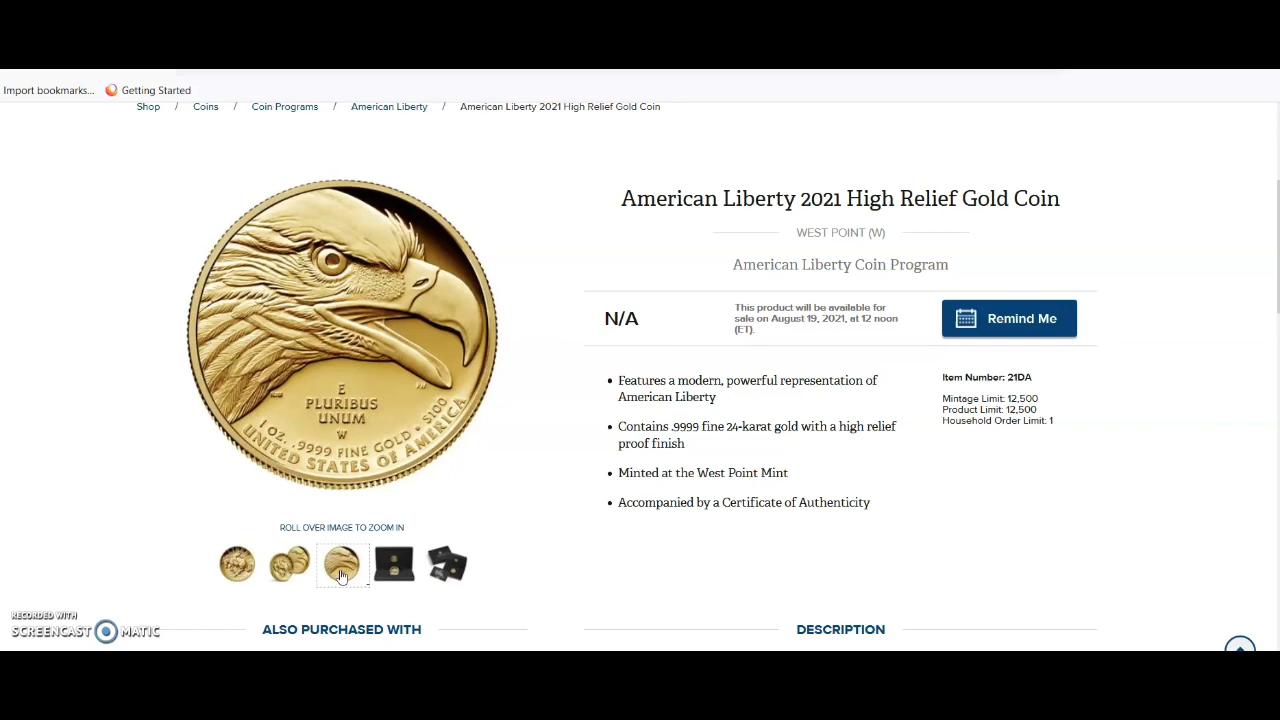 Import bookmarks... Getting Started
Shop / Coins / Coin Programs / American Liberty / American Liberty 2021 High Relief Gold Coin
American Liberty 2021 High Relief Gold Coin
WEST POINT (W)
American Liberty Coin Program
N/A
This product will be available for
sale on August 19, 2021, at 12 noon
(ET).
Remind Me
• Features a modern, powerful representation of
American Liberty
• Contains .9999 fine 24-karat gold with a high relief
proof finish
• Minted at the West Point Mint
• Accompanied by a Certificate of Authenticity
Item Number: 21DA
Mintage Limit: 12,500
Product Limit: 12,500
Household Order Limit: 1
E
PLURIBUS
UNUM
W
1 OZ. .9999 FINE GOLD • $100
UNITED STATES OF AMERICA
ROLL OVER IMAGE TO ZOOM IN
RECORDED WITH
SCREENCAST MATIC
ALSO PURCHASED WITH
DESCRIPTION